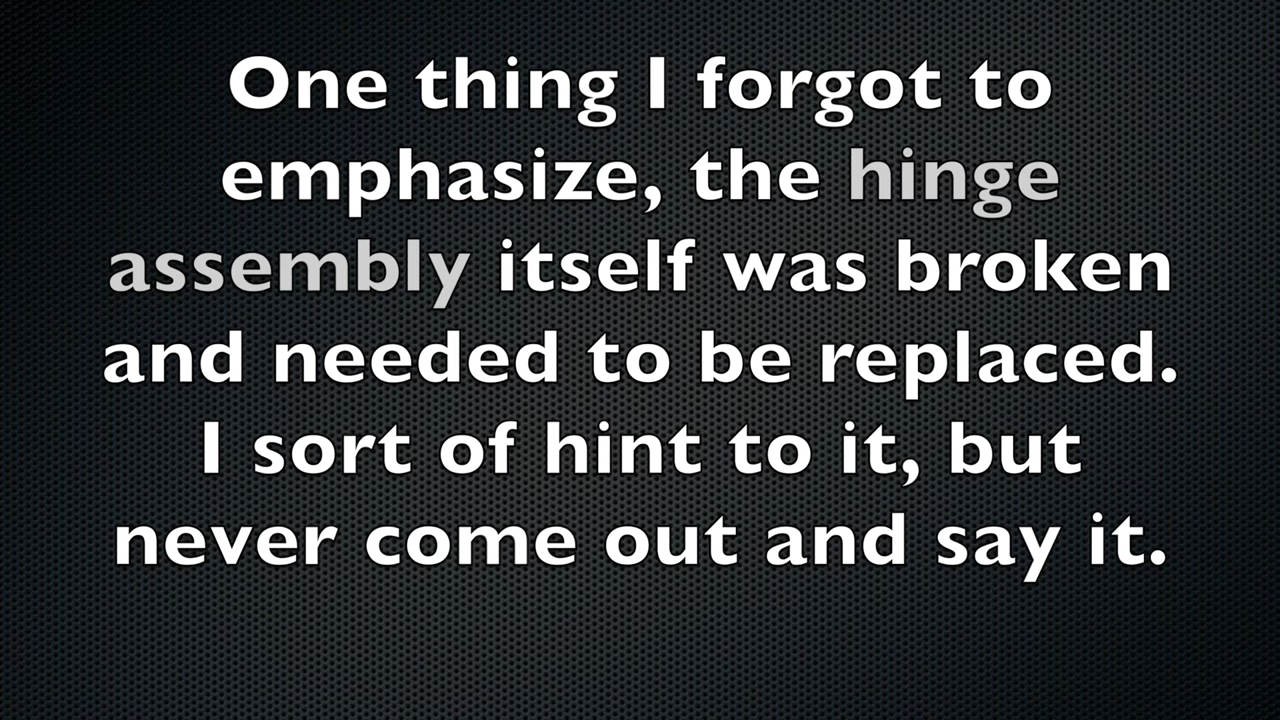 One thing I forgot to
emphasize, the hinge
assembly itself was broken
and needed to be replaced.
I sort of hint to it, but
never come out and say it.